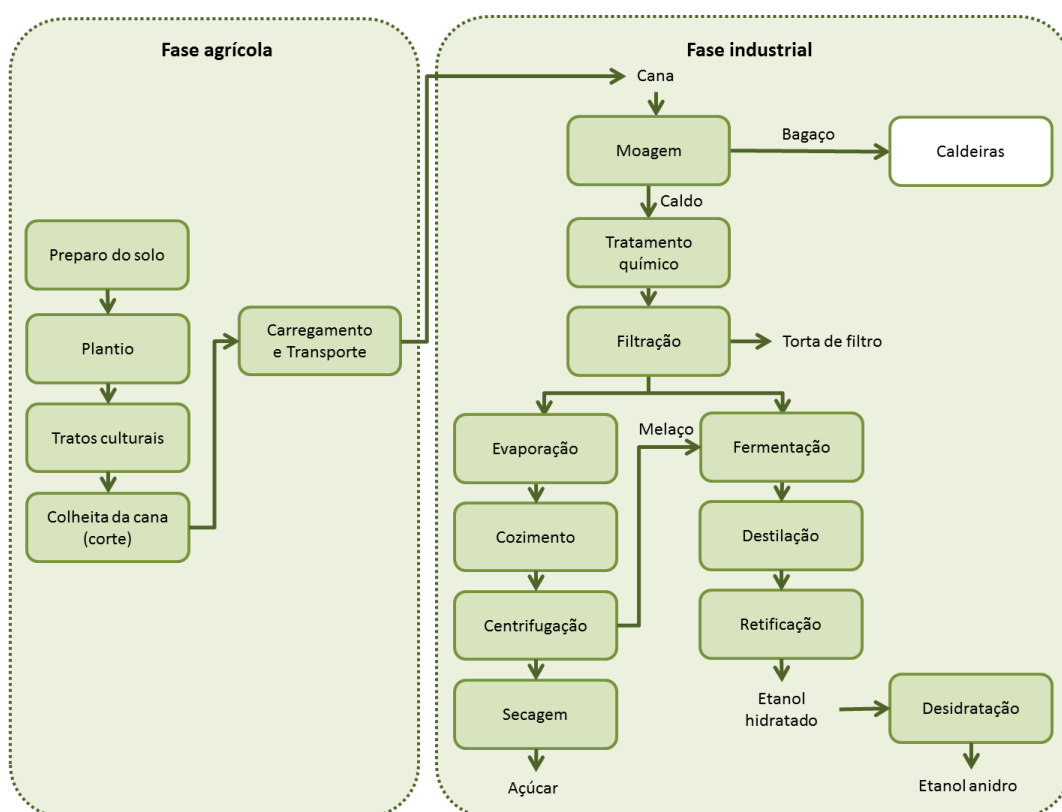 Fase agrícola
Preparo do solo
Plantio
Tratos culturais
Colheita da cana
(corte)
Carregamento
e Transporte
Fase industrial
Cana
Moagem
Bagaço
Caldeiras
Caldo
Tratamento
químico
Filtração
Torta de filtro
Evaporação
Melaço
Fermentação
Cozimento
Destilação
Centrifugação
Retificação
Secagem
Etanol
hidratado
Desidratação
Açúcar
Etanol anidro